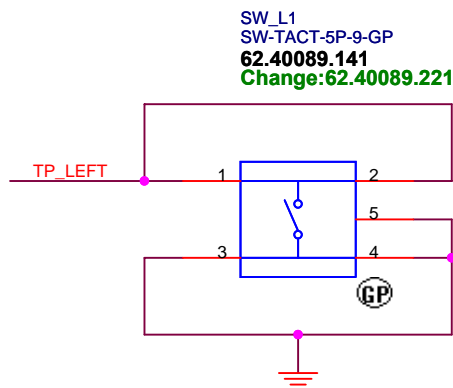 SW_L1
SW-TACT-5P-9-GP
62.40089.141
Change:62.40089.221
TP_LEFT
1
2
5
3
4
GP